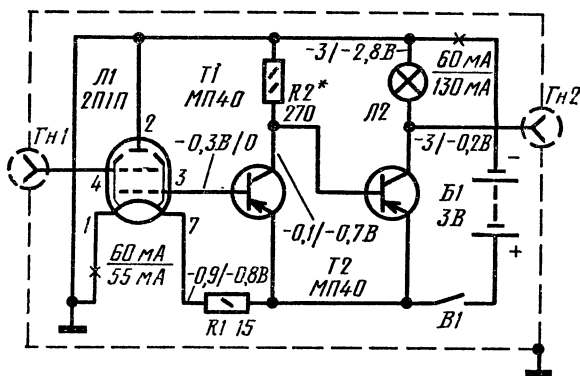 -3/-2,8В
60 мА
130 мА
Л1
2П1П
Т1
МП40
R2*
270
Л2
Гн2
Гн1
2
-0,3В/0
-3/-0,2В
4
3
Б1
3В
-
+
1
7
60 мА
55 мА
-0,1/-0,7В
-0,9/-0,8В
Т2
МП40
R1 15
В1